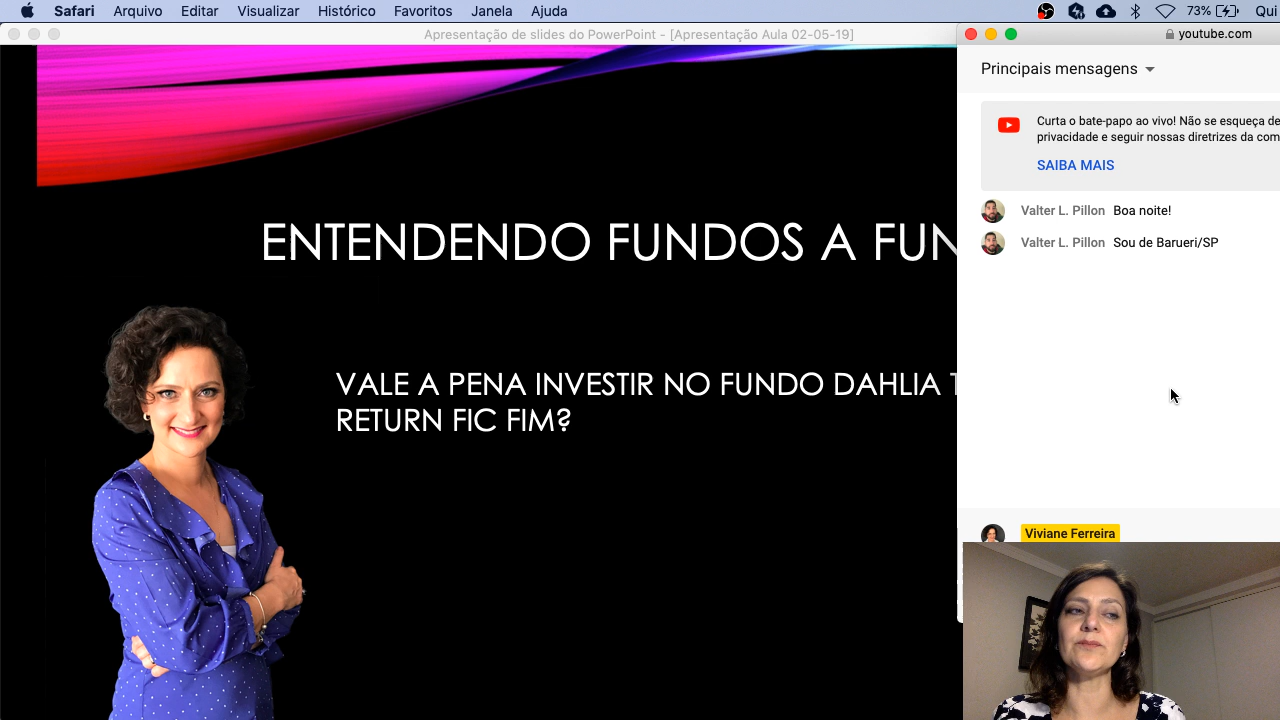 Safari Arquivo Editar Visualizar Histórico Favoritos Janela Ajuda 73% Qui
Apresentação de slides do PowerPoint - [Apresentação Aula 02-05-19]
youtube.com
Principais mensagens
Curta o bate-papo ao vivo! Não se esqueça de
privacidade e seguir nossas diretrizes da com
SAIBA MAIS
Valter L. Pillon Boa noite!
Valter L. Pillon Sou de Barueri/SP
ENTENDENDO FUNDOS A FUN
VALE A PENA INVESTIR NO FUNDO DAHLIA T
RETURN FIC FIM?
Viviane Ferreira